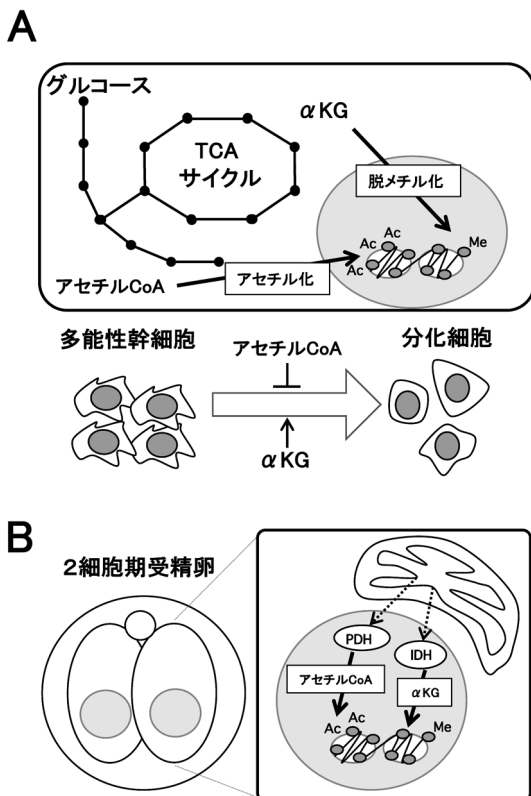 A
グルコース
αKG
TCA
サイクル
脱メチル化
Ac
Ac
Ac
Me
アセチルCoA
アセチル化
多能性幹細胞
アセチルCoA
分化細胞
αKG
B
2細胞期受精卵
PDH
IDH
アセチルCoA
αKG
Ac
Ac
Me